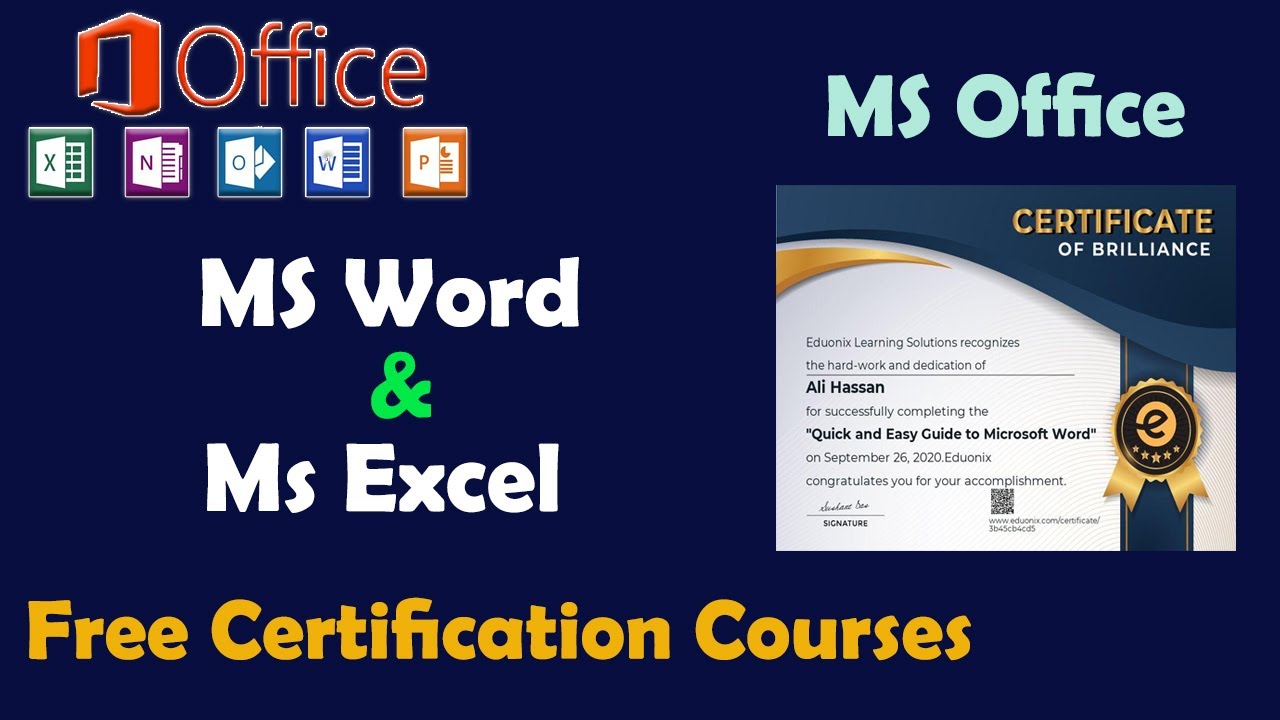 Office
X N O W P
MS Word
&
Ms Excel
Free Certification Courses
MS Office
CERTIFICATE
OF BRILLIANCE
Eduonix Learning Solutions recognizes
the hard-work and dedication of
Ali Hassan
for successfully completing the
"Quick and Easy Guide to Microsoft Word"
on September 26, 2020.Eduonix
congratulates you for your accomplishment.
SIGNATURE
www.eduonix.com/certificate/
3b45cb4cd5
e